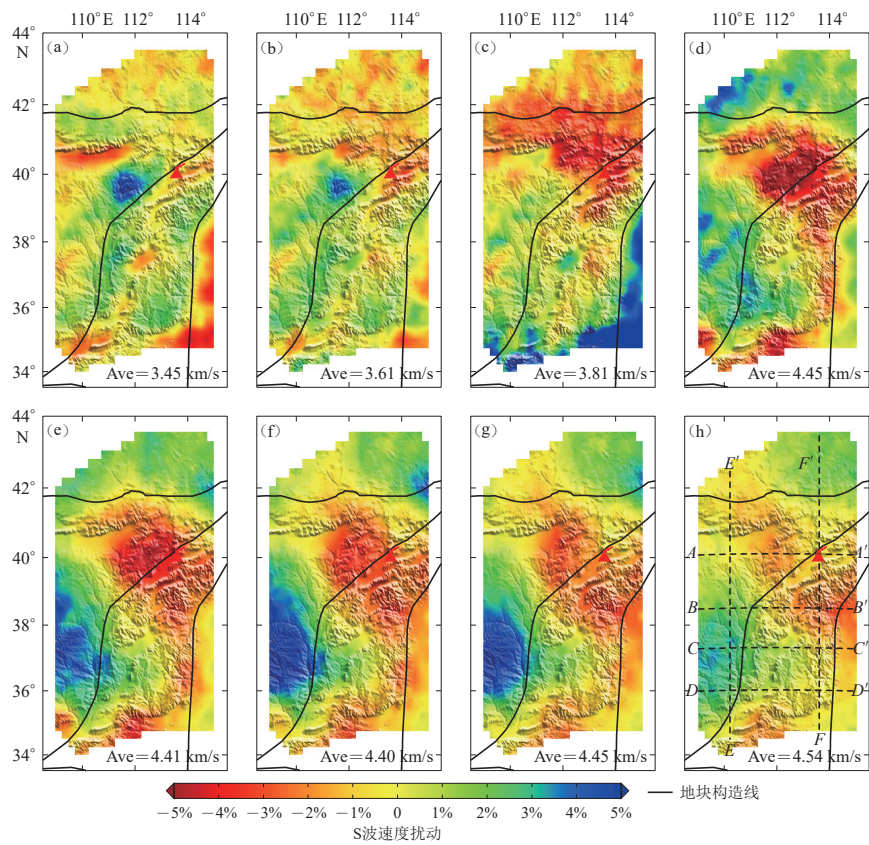 110°E 112° 114° 110°E 112° 114° 110°E 112° 114° 110°E 112° 114°
44°
N
42°
40°
38°
36°
34°
(a) (b) (c) (d)
Ave=3.45 km/s Ave=3.61 km/s Ave=3.81 km/s Ave=4.45 km/s
44°
N
42°
40°
38°
36°
34°
(e) (f) (g) (h)
E′ F′
A A′
B B′
C C′
D D′
E F
Ave=4.41 km/s Ave=4.40 km/s Ave=4.45 km/s Ave=4.54 km/s
−5% −4% −3% −2% −1% 0 1% 2% 3% 4% 5%
S波速度扰动
地块构造线